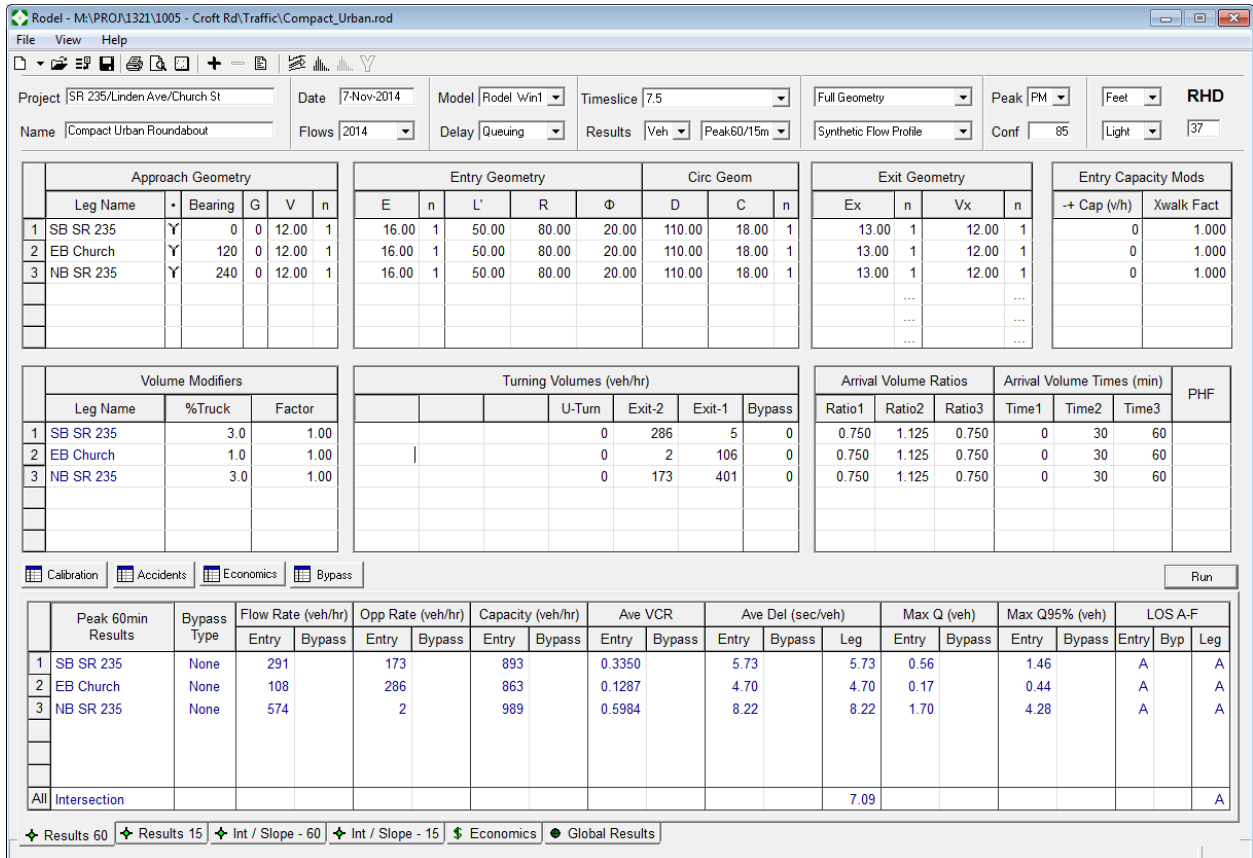 Rodel - M:\PROJ\1321\1005 - Croft Rd\Traffic\Compact_Urban.rod
File View Help
Project SR 235/Linden Ave/Church St Date 7-Nov-2014 Model Rodel Win1 Timeslice 7.5 Full Geometry Peak PM Feet RHD
Name Compact Urban Roundabout Flows 2014 Delay Queuing Results Veh Peak60/15m Synthetic Flow Profile Conf 85 Light 37
Approach Geometry Entry Geometry Circ Geom Exit Geometry Entry Capacity Mods
Leg Name • Bearing G V n E n L' R Φ D C n Ex n Vx n -+ Cap (v/h) Xwalk Fact
1 SB SR 235 Y 0 0 12.00 1 16.00 1 50.00 80.00 20.00 110.00 18.00 1 13.00 1 12.00 1 0 1.000
2 EB Church Y 120 0 12.00 1 16.00 1 50.00 80.00 20.00 110.00 18.00 1 13.00 1 12.00 1 0 1.000
3 NB SR 235 Y 240 0 12.00 1 16.00 1 50.00 80.00 20.00 110.00 18.00 1 13.00 1 12.00 1 0 1.000
... ...
... ...
... ...
Volume Modifiers Turning Volumes (veh/hr) Arrival Volume Ratios Arrival Volume Times (min) PHF
Leg Name %Truck Factor U-Turn Exit-2 Exit-1 Bypass Ratio1 Ratio2 Ratio3 Time1 Time2 Time3
1 SB SR 235 3.0 1.00 0 286 5 0 0.750 1.125 0.750 0 30 60
2 EB Church 1.0 1.00 0 2 106 0 0.750 1.125 0.750 0 30 60
3 NB SR 235 3.0 1.00 0 173 401 0 0.750 1.125 0.750 0 30 60
Calibration Accidents Economics Bypass Run
Peak 60min Results Bypass Type Flow Rate (veh/hr) Opp Rate (veh/hr) Capacity (veh/hr) Ave VCR Ave Del (sec/veh) Max Q (veh) Max Q95% (veh) LOS A-F
Entry Bypass Entry Bypass Entry Bypass Entry Bypass Entry Bypass Leg Entry Bypass Entry Bypass Entry Byp Leg
1 SB SR 235 None 291 173 893 0.3350 5.73 5.73 0.56 1.46 A A
2 EB Church None 108 286 863 0.1287 4.70 4.70 0.17 0.44 A A
3 NB SR 235 None 574 2 989 0.5984 8.22 8.22 1.70 4.28 A A
All Intersection 7.09 A
Results 60 Results 15 Int / Slope - 60 Int / Slope - 15 $ Economics Global Results